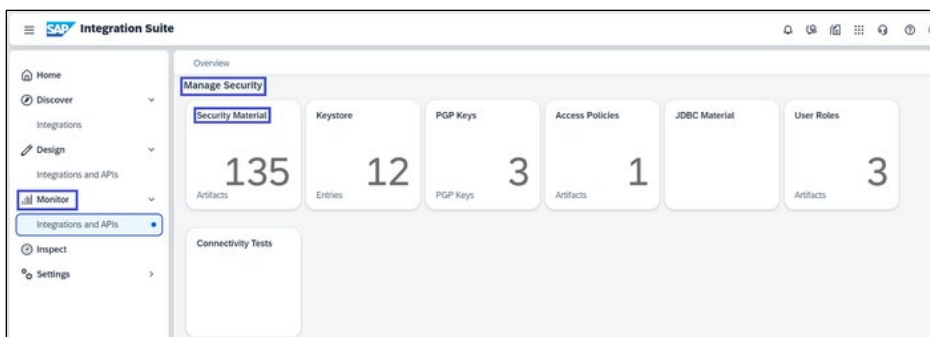 SAP Integration Suite
Home
Discover
Integrations
Design
Integrations and APIs
Monitor
Integrations and APIs
Inspect
Settings
Overview
Manage Security
Security Material
135
Artifacts
Keystore
12
Entries
PGP Keys
3
PGP Keys
Access Policies
1
Artifacts
JDBC Material
User Roles
3
Artifacts
Connectivity Tests